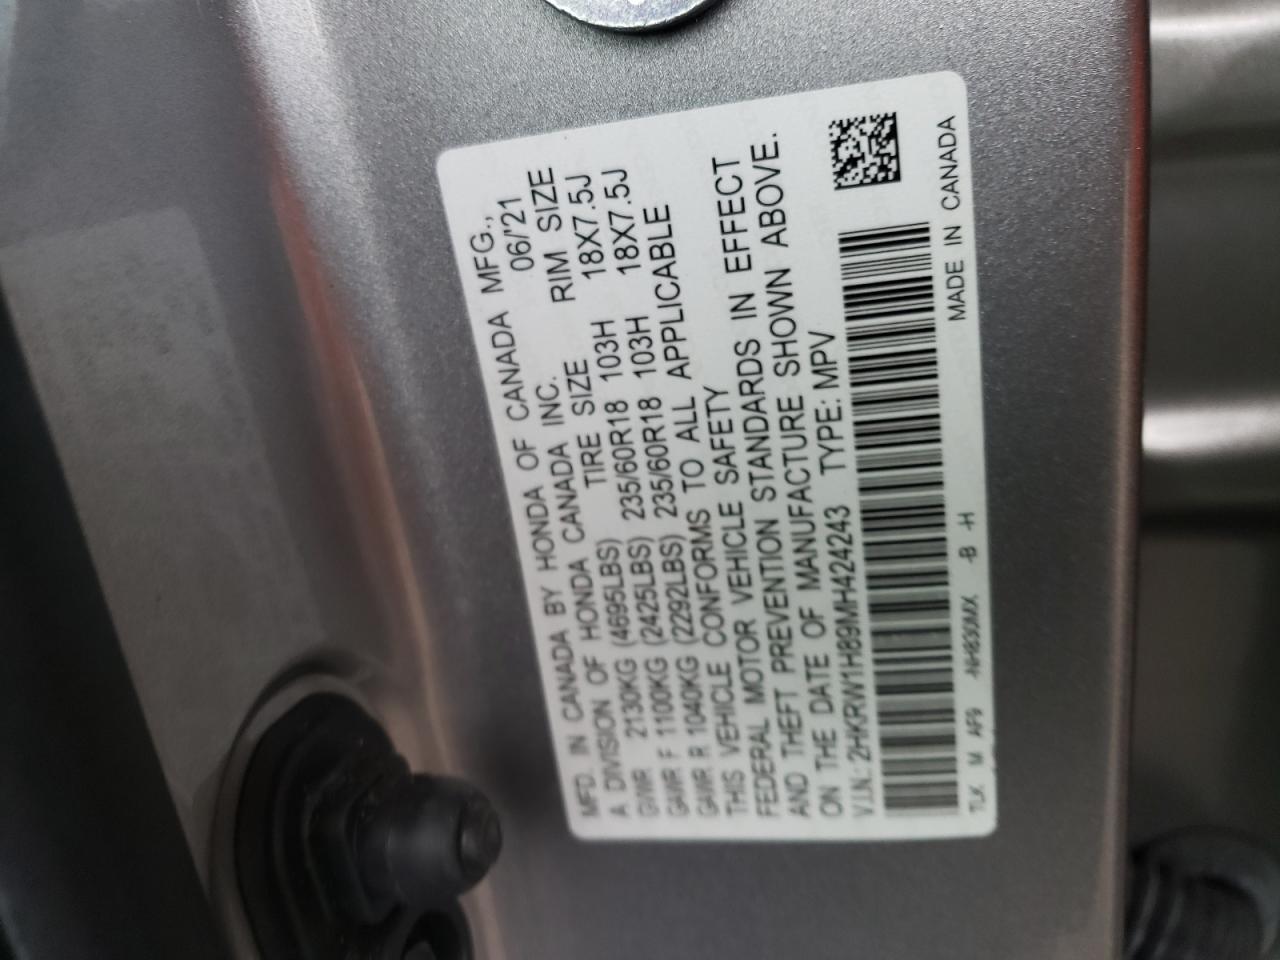 MFD. IN CANADA BY HONDA OF CANADA MFG.,
A DIVISION OF HONDA CANADA INC. 06/'21
GVWR 2130KG (4695LBS) TIRE SIZE RIM SIZE
GAWR F 1100KG (2425LBS) 235/60R18 103H 18X7.5J
GAWR R 1040KG (2292LBS) 235/60R18 103H 18X7.5J
THIS VEHICLE CONFORMS TO ALL APPLICABLE
FEDERAL MOTOR VEHICLE SAFETY
AND THEFT PREVENTION STANDARDS IN EFFECT
ON THE DATE OF MANUFACTURE SHOWN ABOVE.
V.I.N.: 2HKRW1H89MH424243 TYPE: MPV
MADE IN CANADA
TLK M AF9 -NH830MX -B -H